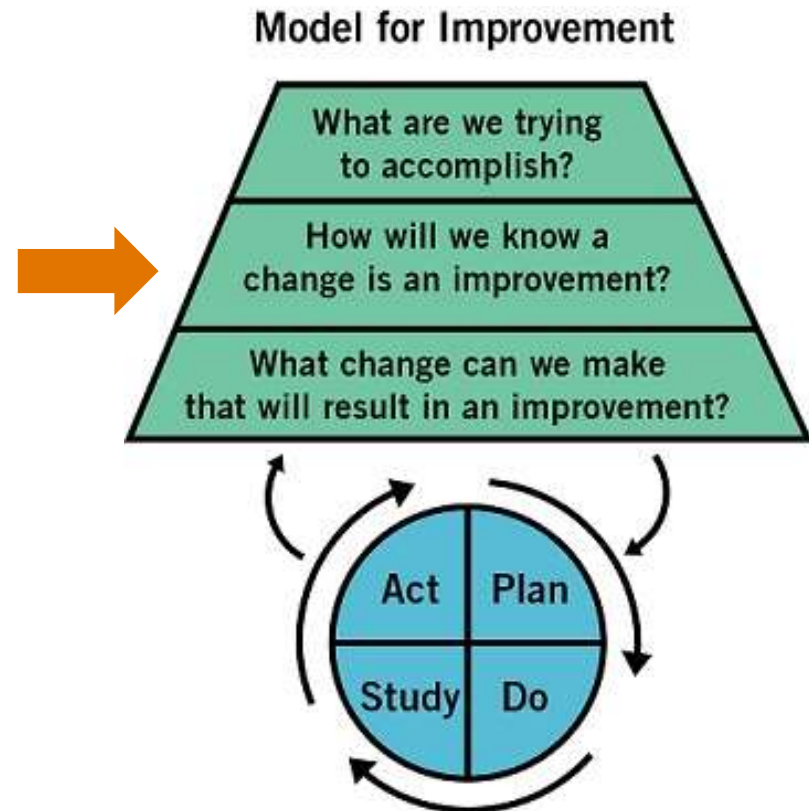 Model for Improvement
What are we trying
to accomplish?
How will we know a
change is an improvement?
What change can we make
that will result in an improvement?
Act
Plan
Study
Do